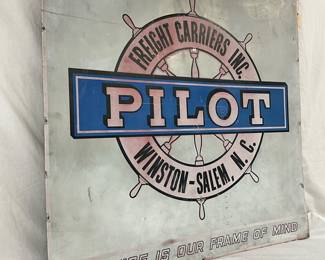 FREIGHT CARRIERS INC.
PILOT
WINSTON-SALEM, N.C.
IS OUR FRAME OF MIND